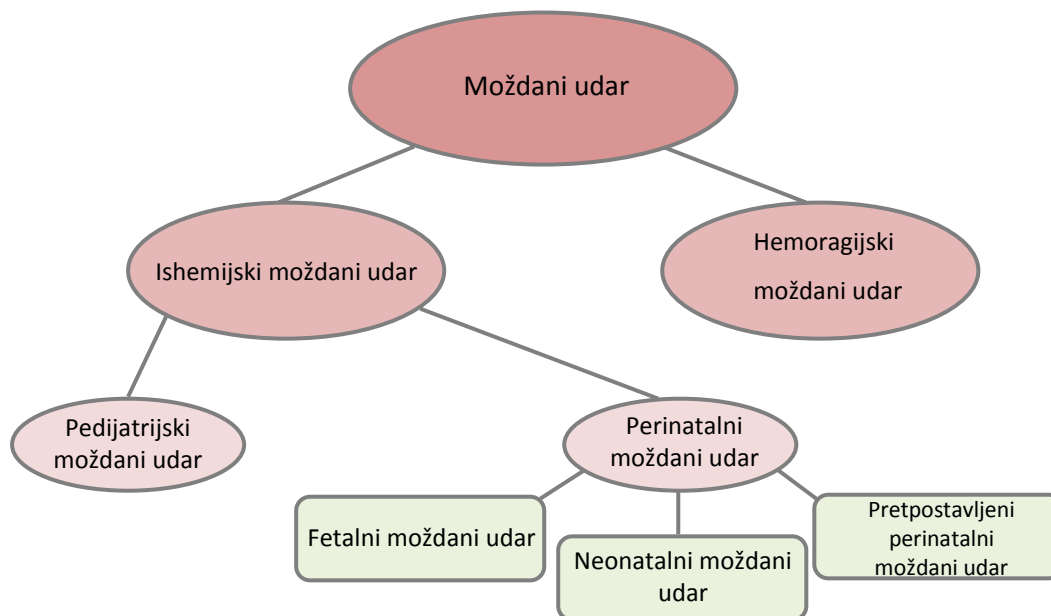 Moždani udar
Ishemijski moždani udar
Hemoragijski
moždani udar
Pedijatrijski
moždani udar
Perinatalni
moždani udar
Fetalni moždani udar
Neonatalni moždani
udar
Pretpostavljeni
perinatalni
moždani udar